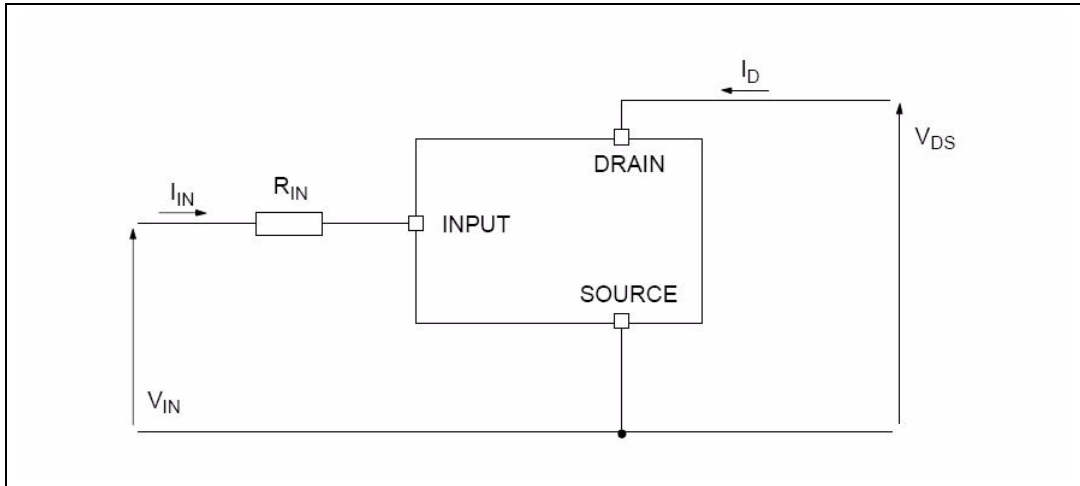 I_D
DRAIN
V_DS
I_IN
R_IN
INPUT
SOURCE
V_IN